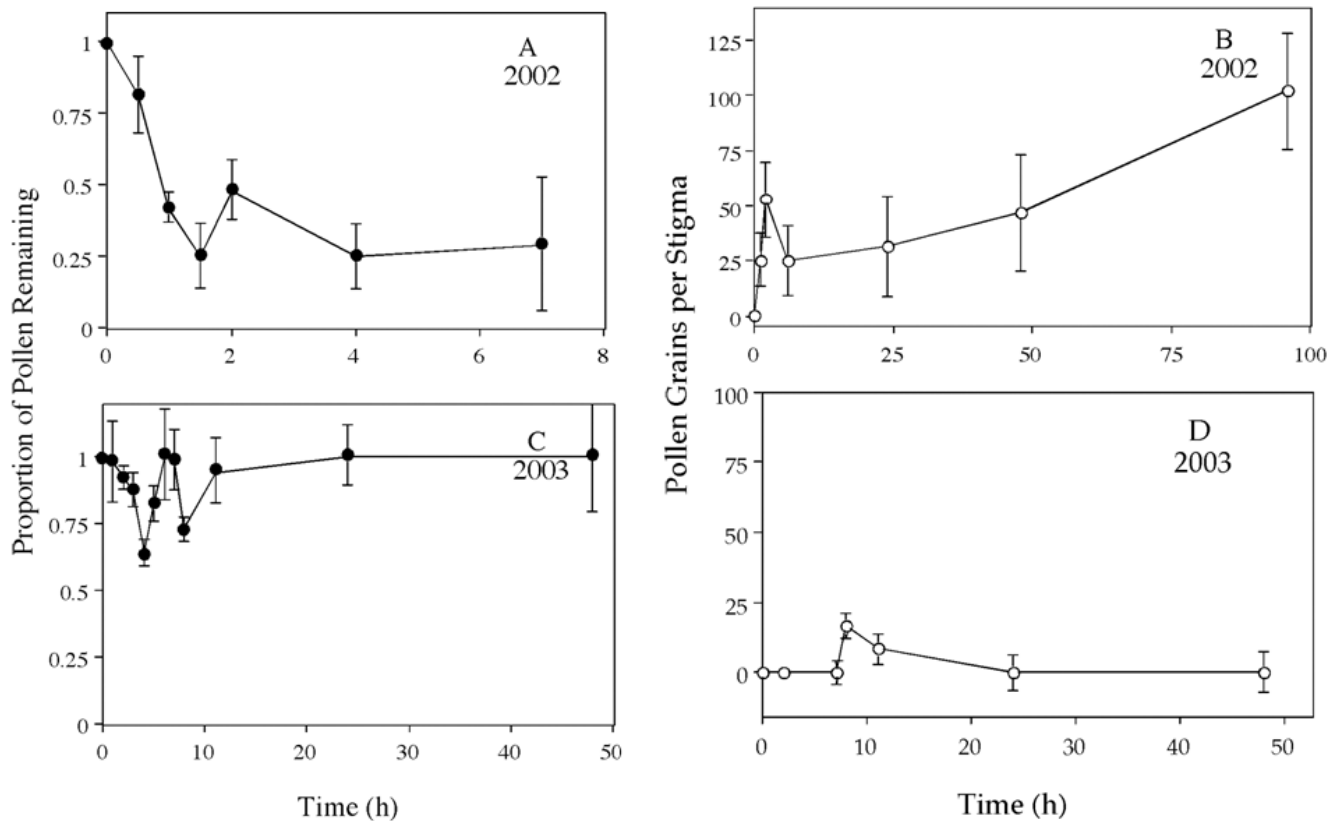 Proportion of Pollen Remaining
A
2002
1
0.75
0.5
0.25
0
0 2 4 6 8
Pollen Grains per Stigma
B
2002
125
100
75
50
25
0
0 25 50 75 100
C
2003
1
0.75
0.5
0.25
0
0 10 20 30 40 50
Time (h)
D
2003
100
75
50
25
0
0 10 20 30 40 50
Time (h)